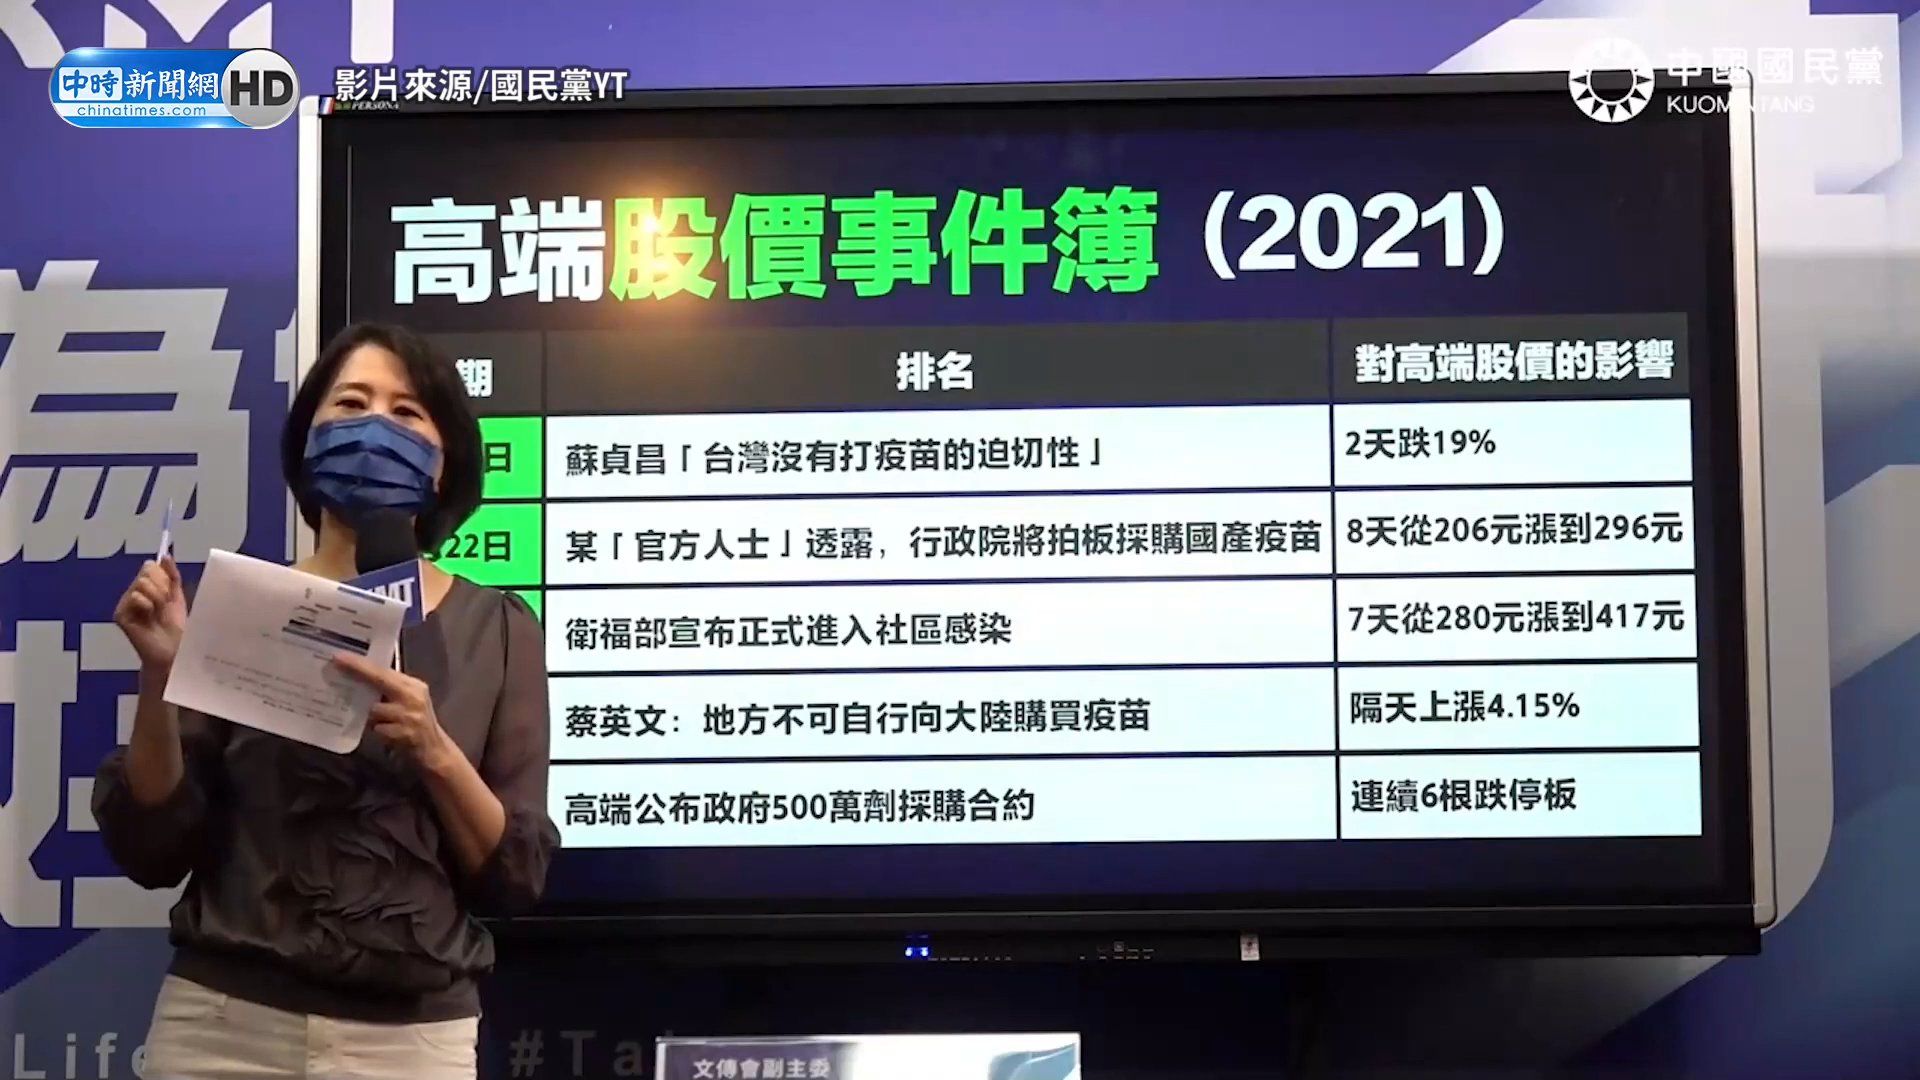 中時新聞網 HD
chinatimes.com
影片來源/國民黨YT
中國國民黨
KUOMINTANG
高端股價事件簿（2021）
期 排名 對高端股價的影響
日 蘇貞昌「台灣沒有打疫苗的迫切性」 2天跌19%
22日 某「官方人士」透露，行政院將拍板採購國產疫苗 8天從206元漲到296元
衛福部宣布正式進入社區感染 7天從280元漲到417元
蔡英文：地方不可自行向大陸購買疫苗 隔天上漲4.15%
高端公布政府500萬劑採購合約 連續6根跌停板
為
Life
#Ta
文傳會副主委